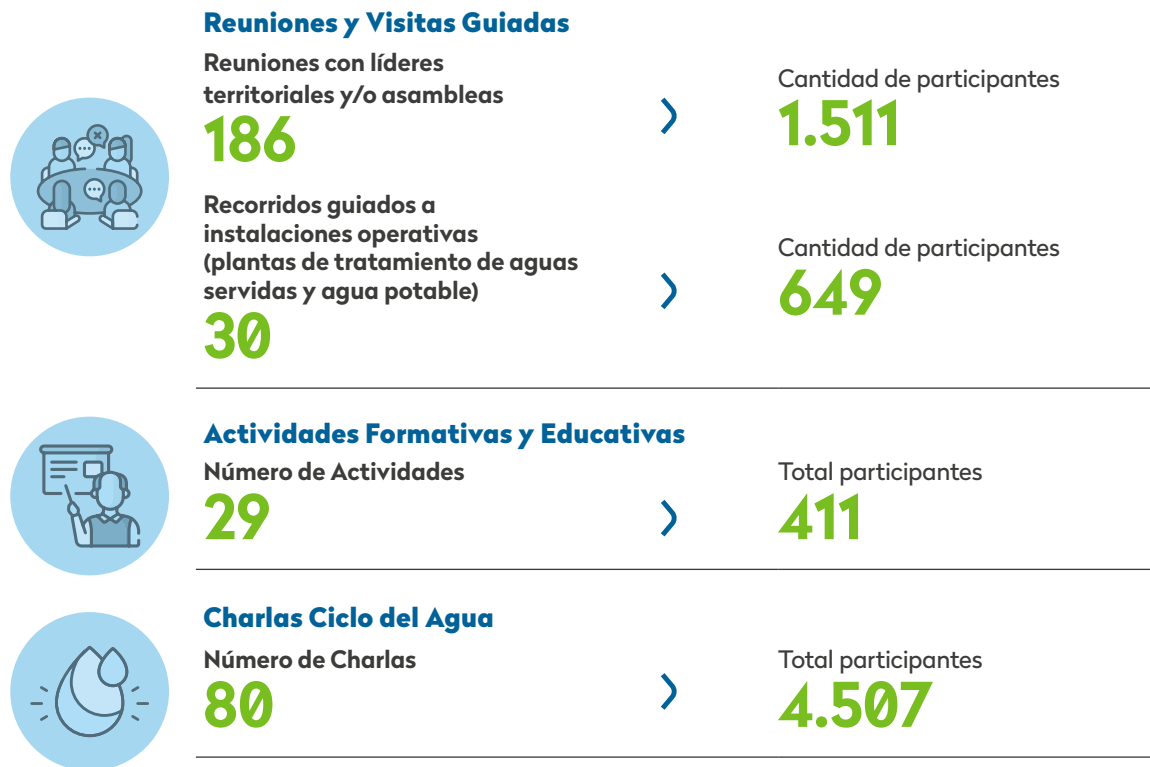 Reuniones y Visitas Guiadas
Reuniones con líderes
territoriales y/o asambleas
186
Cantidad de participantes
1.511
Recorridos guiados a
instalaciones operativas
(plantas de tratamiento de aguas
servidas y agua potable)
30
Cantidad de participantes
649
Actividades Formativas y Educativas
Número de Actividades
29
Total participantes
411
Charlas Ciclo del Agua
Número de Charlas
80
Total participantes
4.507